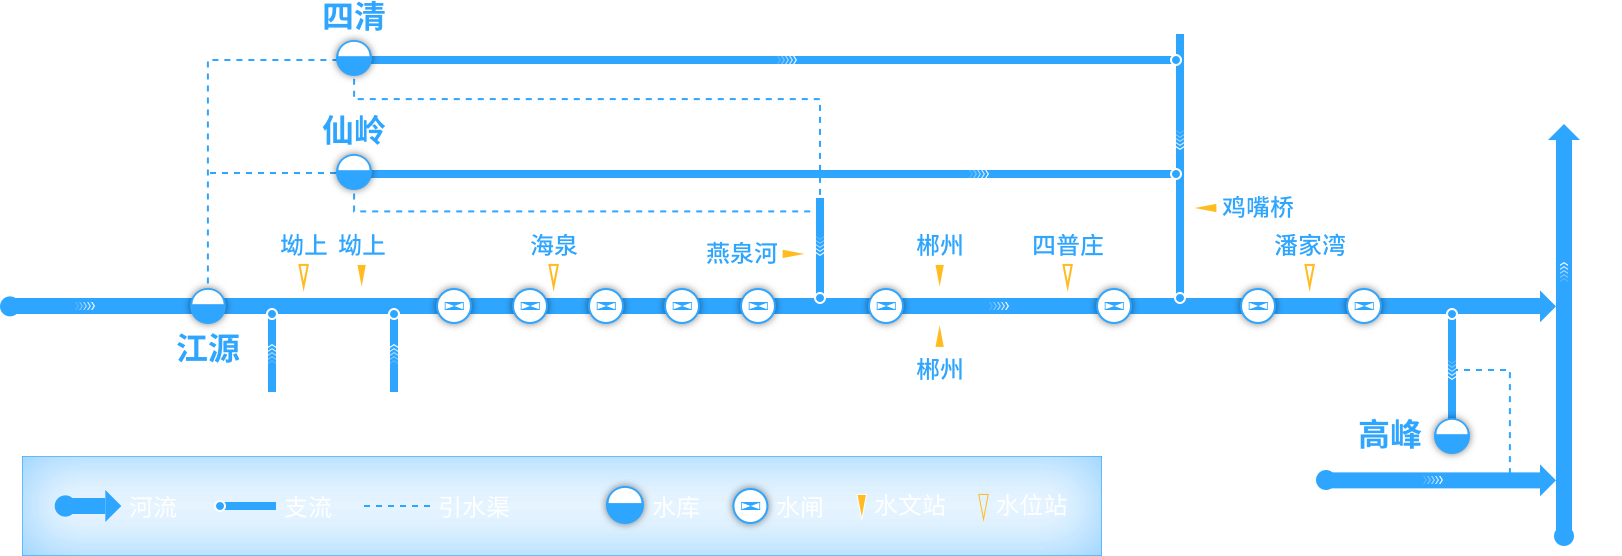 四清
仙岭
鸡嘴桥
坳上
坳上
海泉
燕泉河
郴州
四普庄
潘家湾
江源
郴州
高峰
河流
支流
引水渠
水库
水闸
水文站
水位站